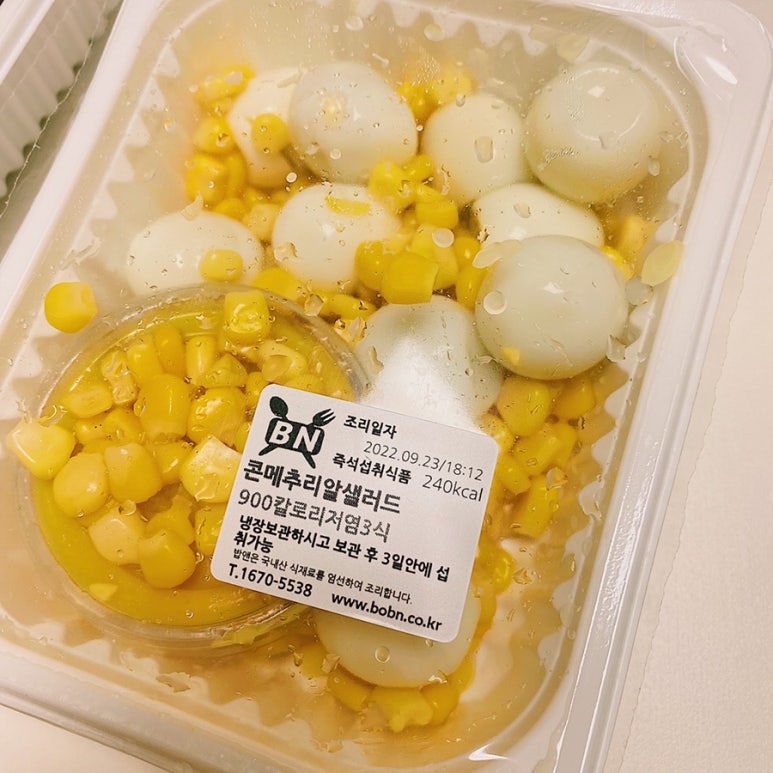 BN
조리일자
2022.09.23/18:12
즉석섭취식품 240kcal
콘메추리알샐러드
900칼로리저염3식
냉장보관하시고 보관 후 3일안에 섭
취가능
밥앤은 국내산 식재료를 엄선하여 조리합니다.
T.1670-5538 www.bobn.co.kr